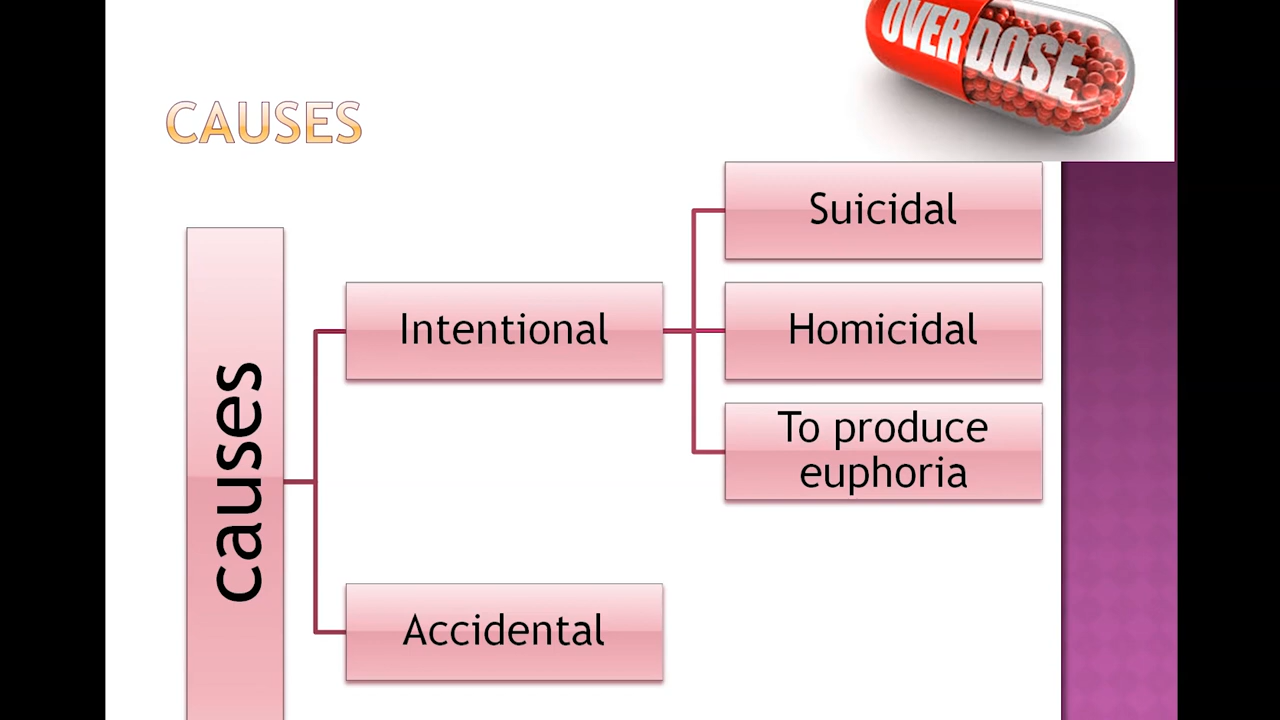 OVERDOSE
CAUSES
causes
Intentional
Accidental
Suicidal
Homicidal
To produce
euphoria